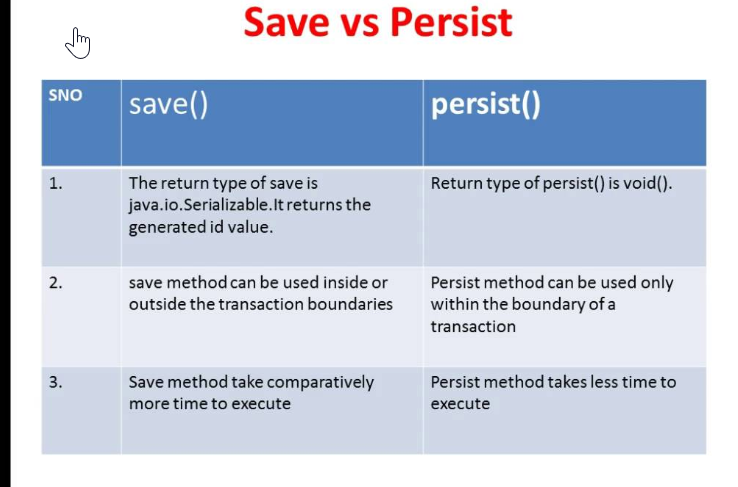 Save vs Persist
SNO
save()
persist()
1.
The return type of save is
java.io.Serializable.It returns the
generated id value.
Return type of persist() is void().
2.
save method can be used inside or
outside the transaction boundaries
Persist method can be used only
within the boundary of a
transaction
3.
Save method take comparatively
more time to execute
Persist method takes less time to
execute